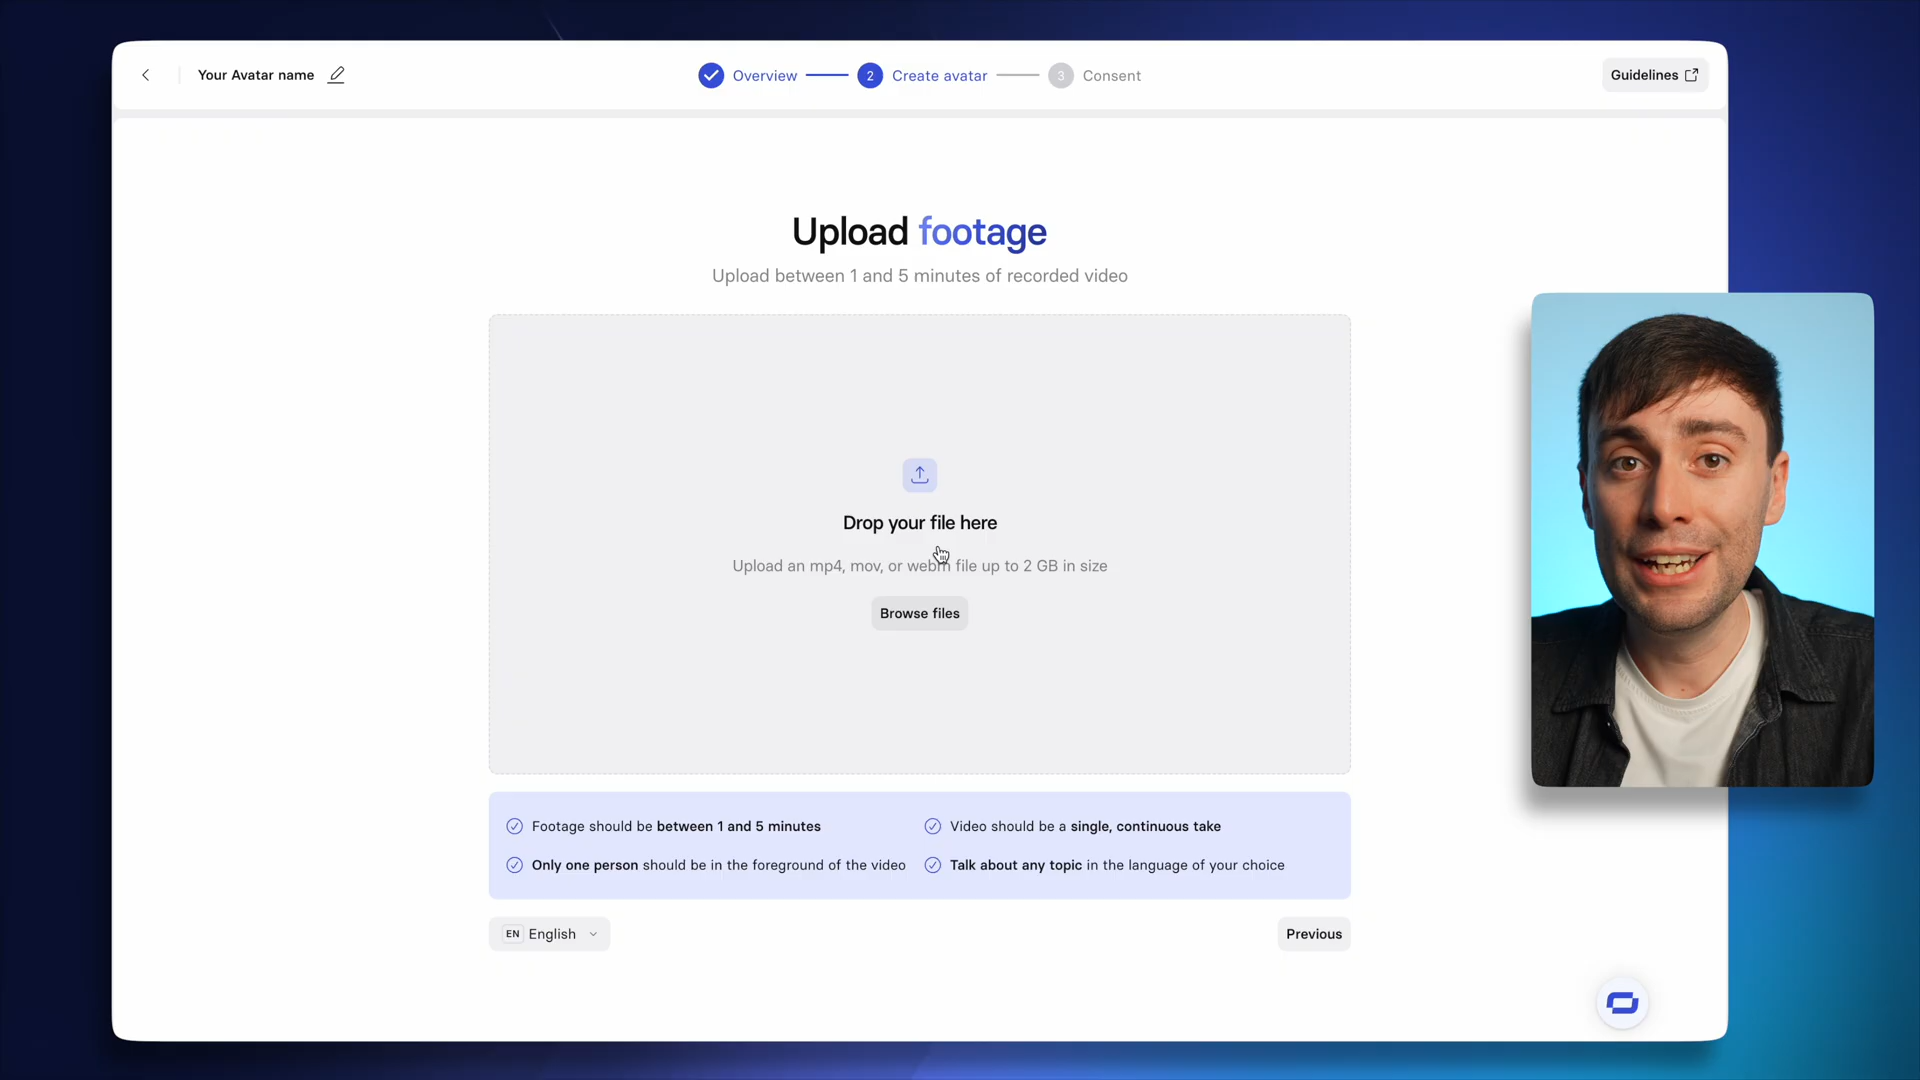 Your Avatar name
Overview
2 Create avatar
3 Consent
Guidelines
Upload footage
Upload between 1 and 5 minutes of recorded video
Drop your file here
Upload an mp4, mov, or webm file up to 2 GB in size
Browse files
Footage should be between 1 and 5 minutes
Video should be a single, continuous take
Only one person should be in the foreground of the video
Talk about any topic in the language of your choice
EN English
Previous